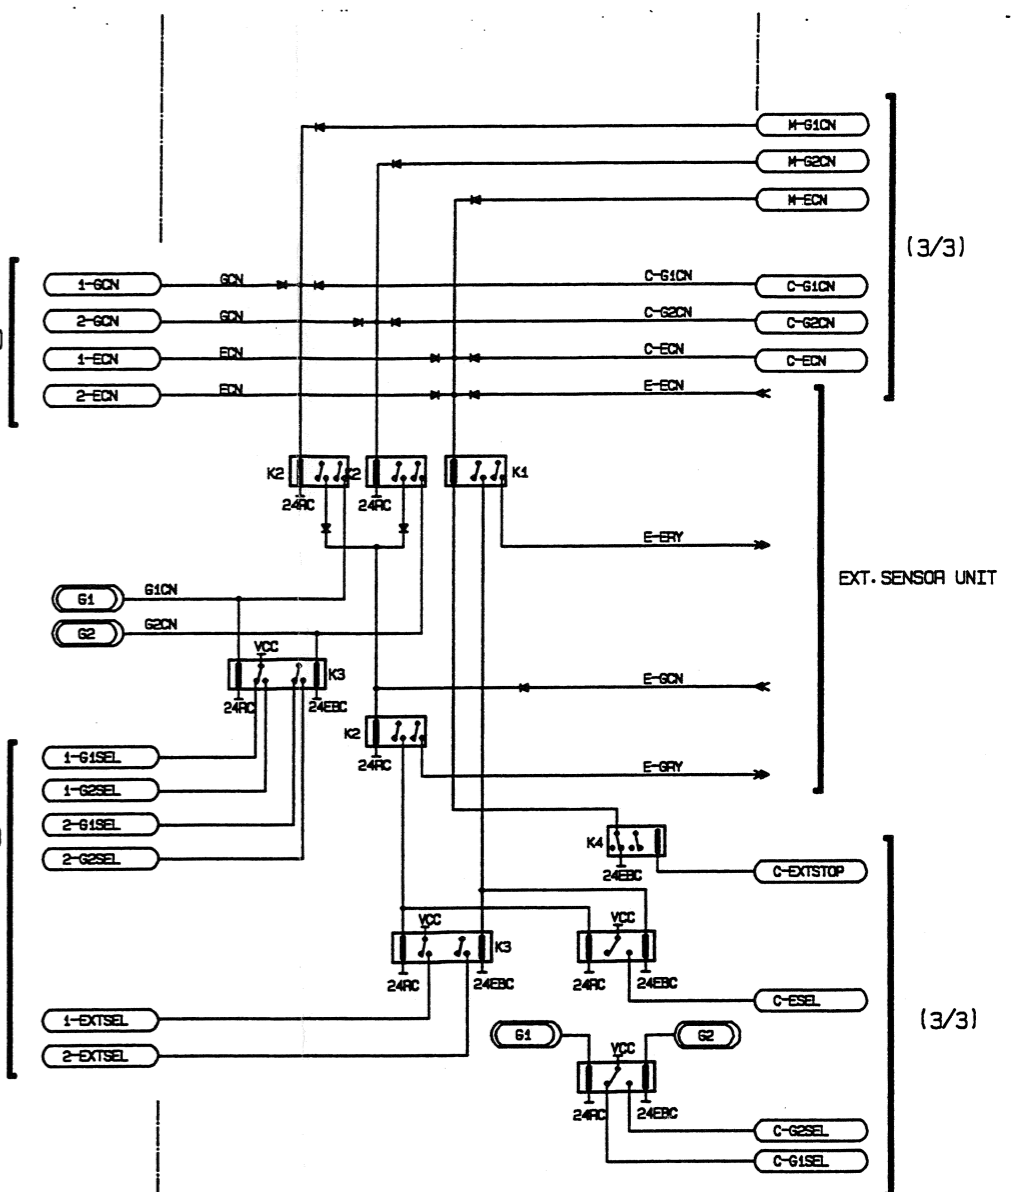 M-G1CN
M-G2CN
M-ECN
(3/3)
1-GCN GCN C-G1CN C-G1CN
2-GCN GCN C-G2CN C-G2CN
1-ECN ECN C-ECN C-ECN
2-ECN ECN E-ECN
K2 K2 K1
24RC 24RC
E-ERY
EXT.SENSOR UNIT
G1 G1CN
G2 G2CN
VCC
K3
24RC 24EBC
E-GCN
K2
24RC
E-GRY
1-G1SEL
1-G2SEL
2-G1SEL
2-G2SEL
K4
24EBC
C-EXTSTOP
VCC VCC
K3
24RC 24EBC 24RC 24EBC
C-ESEL
1-EXTSEL
(3/3)
G1 G2
2-EXTSEL
VCC
24RC 24EBC
C-G2SEL
C-G1SEL